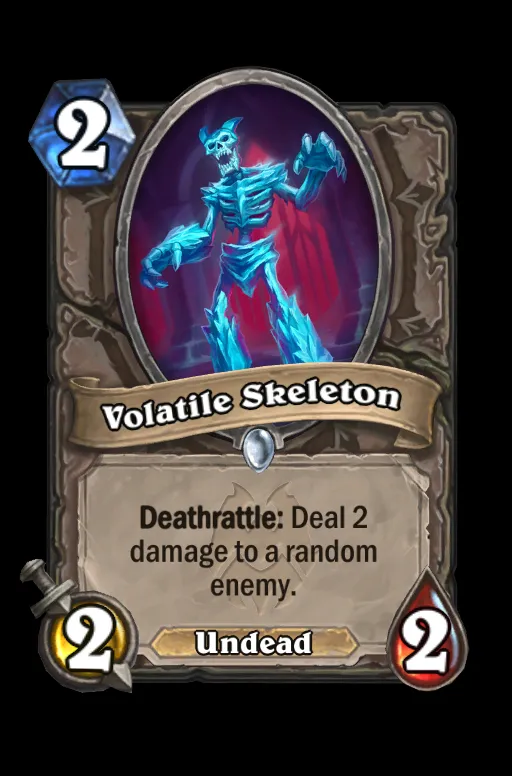 2
Volatile Skeleton
Deathrattle: Deal 2
damage to a random
enemy.
2
Undead
2